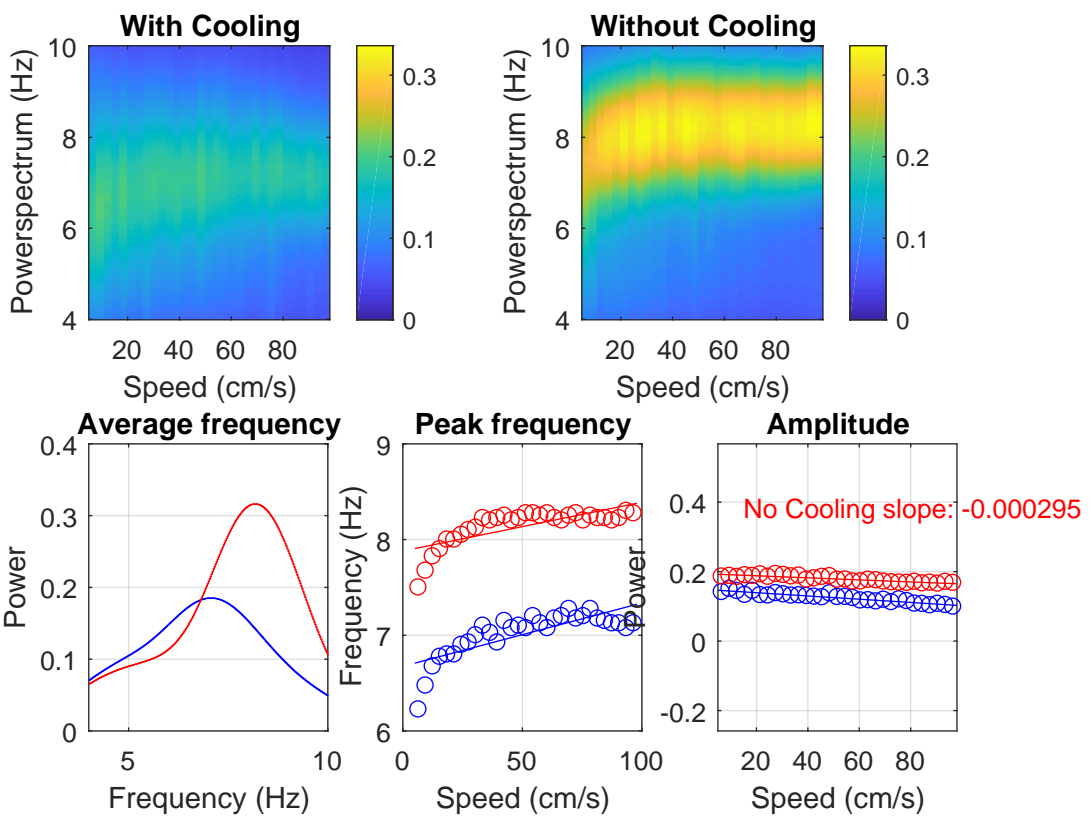 With Cooling
Powerspectrum (Hz)
10
8
6
4
20 40 60 80
Speed (cm/s)
0.3
0.2
0.1
0
Without Cooling
Powerspectrum (Hz)
10
8
6
4
20 40 60 80
Speed (cm/s)
0.3
0.2
0.1
0
Average frequency
Power
0.4
0.3
0.2
0.1
0
5 10
Frequency (Hz)
Peak frequency
Frequency (Hz)
9
8
7
6
0 50 100
Speed (cm/s)
Amplitude
Power
0.4
0.2
0
-0.2
No Cooling slope: -0.000295
20 40 60 80
Speed (cm/s)